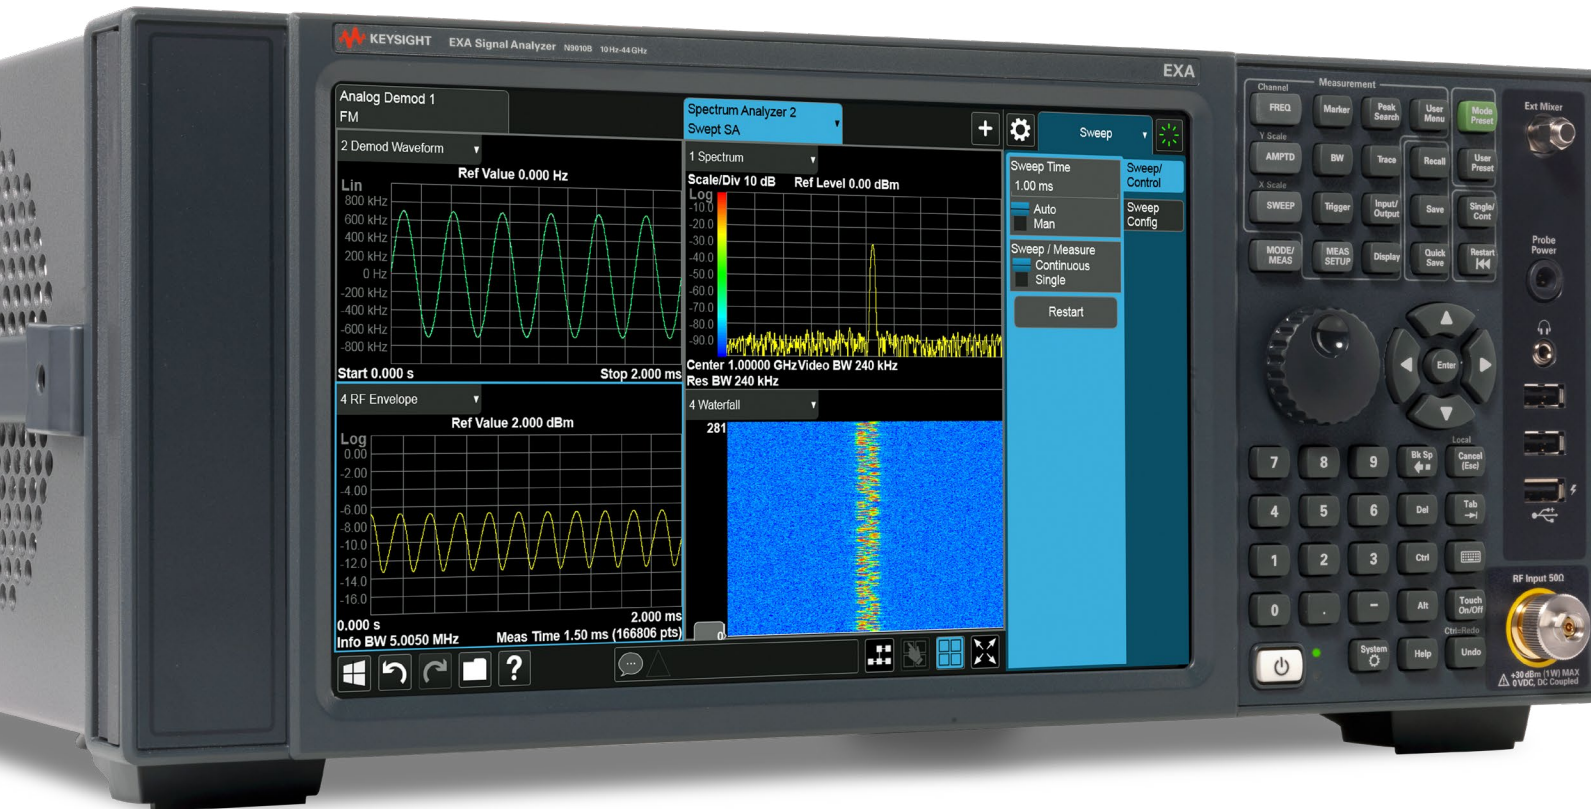 KEYSIGHT EXA Signal Analyzer N9010B 10 Hz-44 GHz
EXA
Analog Demod 1
FM
2 Demod Waveform
Ref Value 0.000 Hz
Lin
800 kHz
600 kHz
400 kHz
200 kHz
0 Hz
-200 kHz
-400 kHz
-600 kHz
-800 kHz
Start 0.000 s
Stop 2.000 ms
4 RF Envelope
Ref Value 2.000 dBm
Log
0.00
-2.00
-4.00
-6.00
-8.00
-10.0
-12.0
-14.0
-16.0
0.000 s
2.000 ms
Info BW 5.0050 MHz
Meas Time 1.50 ms (166806 pts)
Spectrum Analyzer 2
Swept SA
+
1 Spectrum
Scale/Div 10 dB
Ref Level 0.00 dBm
Log
-10.0
-20.0
-30.0
-40.0
-50.0
-60.0
-70.0
-80.0
-90.0
Center 1.00000 GHz
Video BW 240 kHz
Res BW 240 kHz
4 Waterfall
281
0
?
Sweep
Sweep Time
1.00 ms
Auto
Man
Sweep / Measure
Continuous
Single
Restart
Sweep/
Control
Sweep
Config
Channel
Measurement
FREQ
Marker
Peak
Search
User
Menu
Mode
Preset
Y Scale
AMPTD
BW
Trace
Recall
User
Preset
X Scale
SWEEP
Trigger
Input/
Output
Save
Single/
Cont
MODE/
MEAS
MEAS
SETUP
Display
Quick
Save
Restart
Enter
Local
7
8
9
Bk Sp
Cancel
(Esc)
4
5
6
Del
Tab
1
2
3
Ctrl
0
.
-
Alt
Touch
On/Off
Ctrl=Redo
System
Help
Undo
Ext Mixer
Probe
Power
RF Input 50Ω
+30 dBm (1W) MAX
0 VDC, DC Coupled